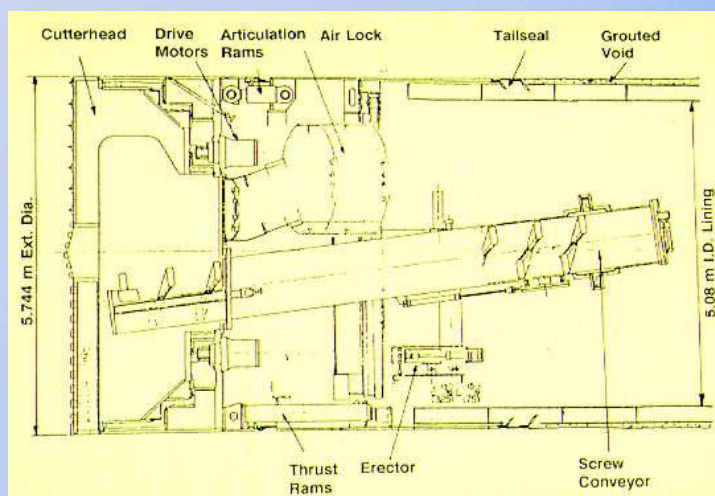 Cutterhead
Drive
Motors
Articulation
Rams
Air Lock
Tailseal
Grouted
Void
5.744 m Ext. Dia.
5.08 m I.D. Lining
Thrust
Rams
Erector
Screw
Conveyor